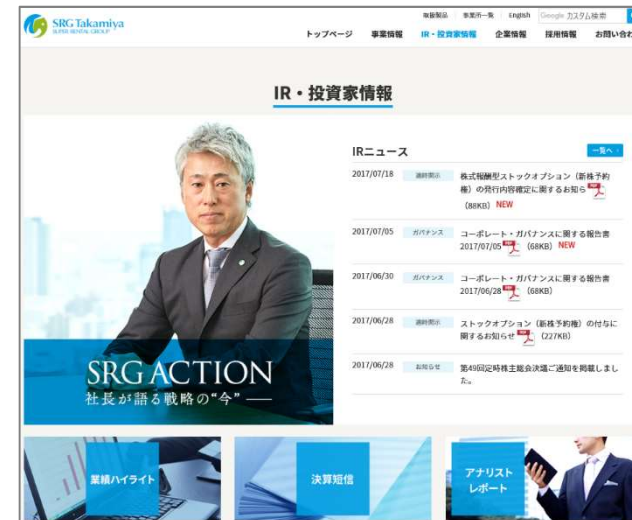 SRG Takamiya
SUPER RENTAL GROUP
取扱製品 事業所一覧 English Google カスタム検索
トップページ 事業情報 IR・投資家情報 企業情報 採用情報 お問い合わ
IR・投資家情報
IRニュース
一覧へ
2017/07/18 適時開示 株式報酬型ストックオプション（新株予約
権）の発行内容確定に関するお知ら
（88KB） NEW
2017/07/05 ガバナンス コーポレート・ガバナンスに関する報告書
2017/07/05 （68KB） NEW
2017/06/30 ガバナンス コーポレート・ガバナンスに関する報告書
2017/06/28 （68KB）
2017/06/28 適時開示 ストックオプション（新株予約権）の付与に
関するお知らせ （227KB）
2017/06/28 お知らせ 第49回定時株主総会決議ご通知を掲載しまし
た。
SRG ACTION
社長が語る戦略の“今”
業績ハイライト
決算短信
アナリスト
レポート